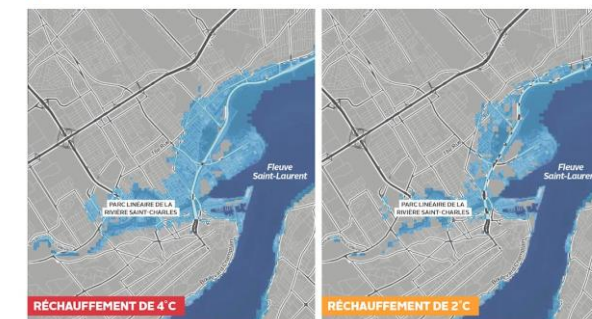 Fleuve
Saint-Laurent
PARC LINÉAIRE DE LA
RIVIÈRE SAINT-CHARLES
RÉCHAUFFEMENT DE 4°C
Fleuve
Saint-Laurent
PARC LINÉAIRE DE LA
RIVIÈRE SAINT-CHARLES
RÉCHAUFFEMENT DE 2°C